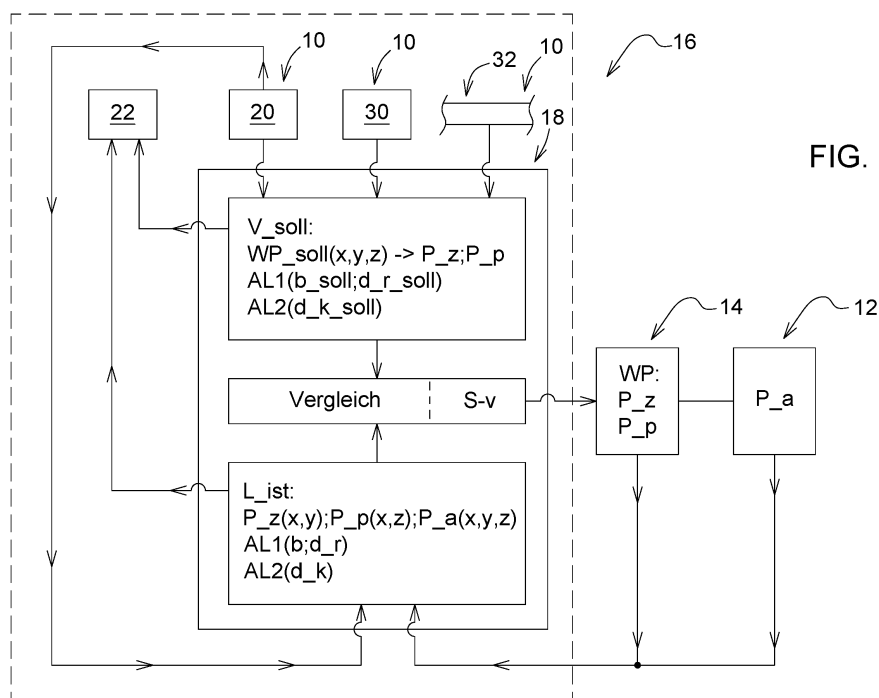 16
10
10
10
32
22
20
30
18
FIG.
V_soll:
WP_soll(x,y,z) -> P_z;P_p
AL1(b_soll;d_r_soll)
AL2(d_k_soll)
14
12
Vergleich
S-v
WP:
P_z
P_p
P_a
L_ist:
P_z(x,y);P_p(x,z);P_a(x,y,z)
AL1(b;d_r)
AL2(d_k)